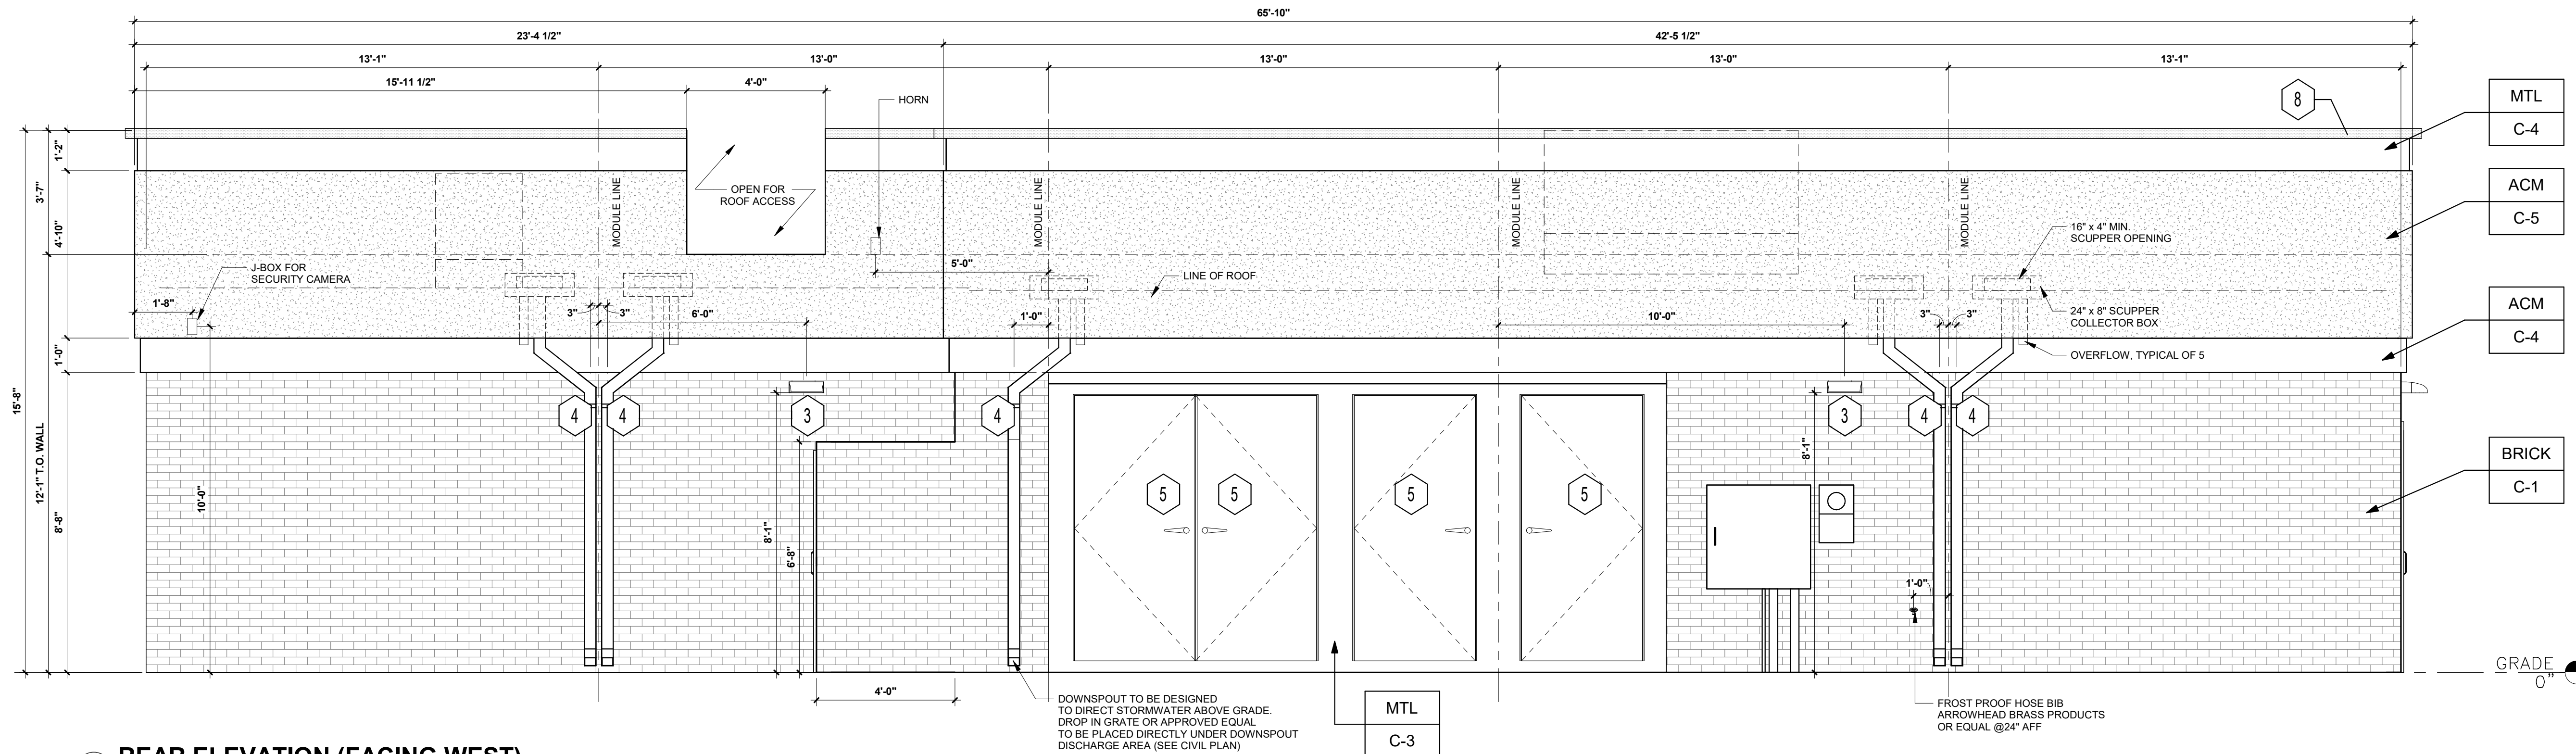 65'-10"
23'-4 1/2"
42'-5 1/2"
13'-1"
13'-0"
13'-0"
13'-0"
13'-1"
15'-11 1/2"
4'-0"
HORN
8
MTL
C-4
1'-2"
3'-7"
4'-10"
1'-0"
15'-8"
12'-1" T.O. WALL
8'-8"
OPEN FOR
ROOF ACCESS
MODULE LINE
MODULE LINE
MODULE LINE
MODULE LINE
ACM
C-5
16" x 4" MIN.
SCUPPER OPENING
J-BOX FOR
SECURITY CAMERA
5'-0"
LINE OF ROOF
1'-8"
3"
3"
6'-0"
1'-0"
10'-0"
3"
3"
24" x 8" SCUPPER
COLLECTOR BOX
ACM
C-4
OVERFLOW, TYPICAL OF 5
4
4
3
4
3
4
4
10'-0"
8'-1"
6'-8"
5
5
5
5
8'-1"
BRICK
C-1
1'-0"
GRADE
0"
4'-0"
DOWNSPOUT TO BE DESIGNED
TO DIRECT STORMWATER ABOVE GRADE.
DROP IN GRATE OR APPROVED EQUAL
TO BE PLACED DIRECTLY UNDER DOWNSPOUT
DISCHARGE AREA (SEE CIVIL PLAN)
MTL
C-3
FROST PROOF HOSE BIB
ARROWHEAD BRASS PRODUCTS
OR EQUAL @24" AFF
REAR ELEVATION (FACING WEST)